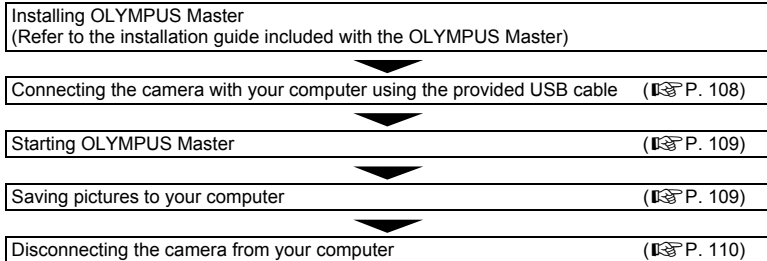 Installing OLYMPUS Master
(Refer to the installation guide included with the OLYMPUS Master)
Connecting the camera with your computer using the provided USB cable (☞P. 108)
Starting OLYMPUS Master (☞P. 109)
Saving pictures to your computer (☞P. 109)
Disconnecting the camera from your computer (☞P. 110)